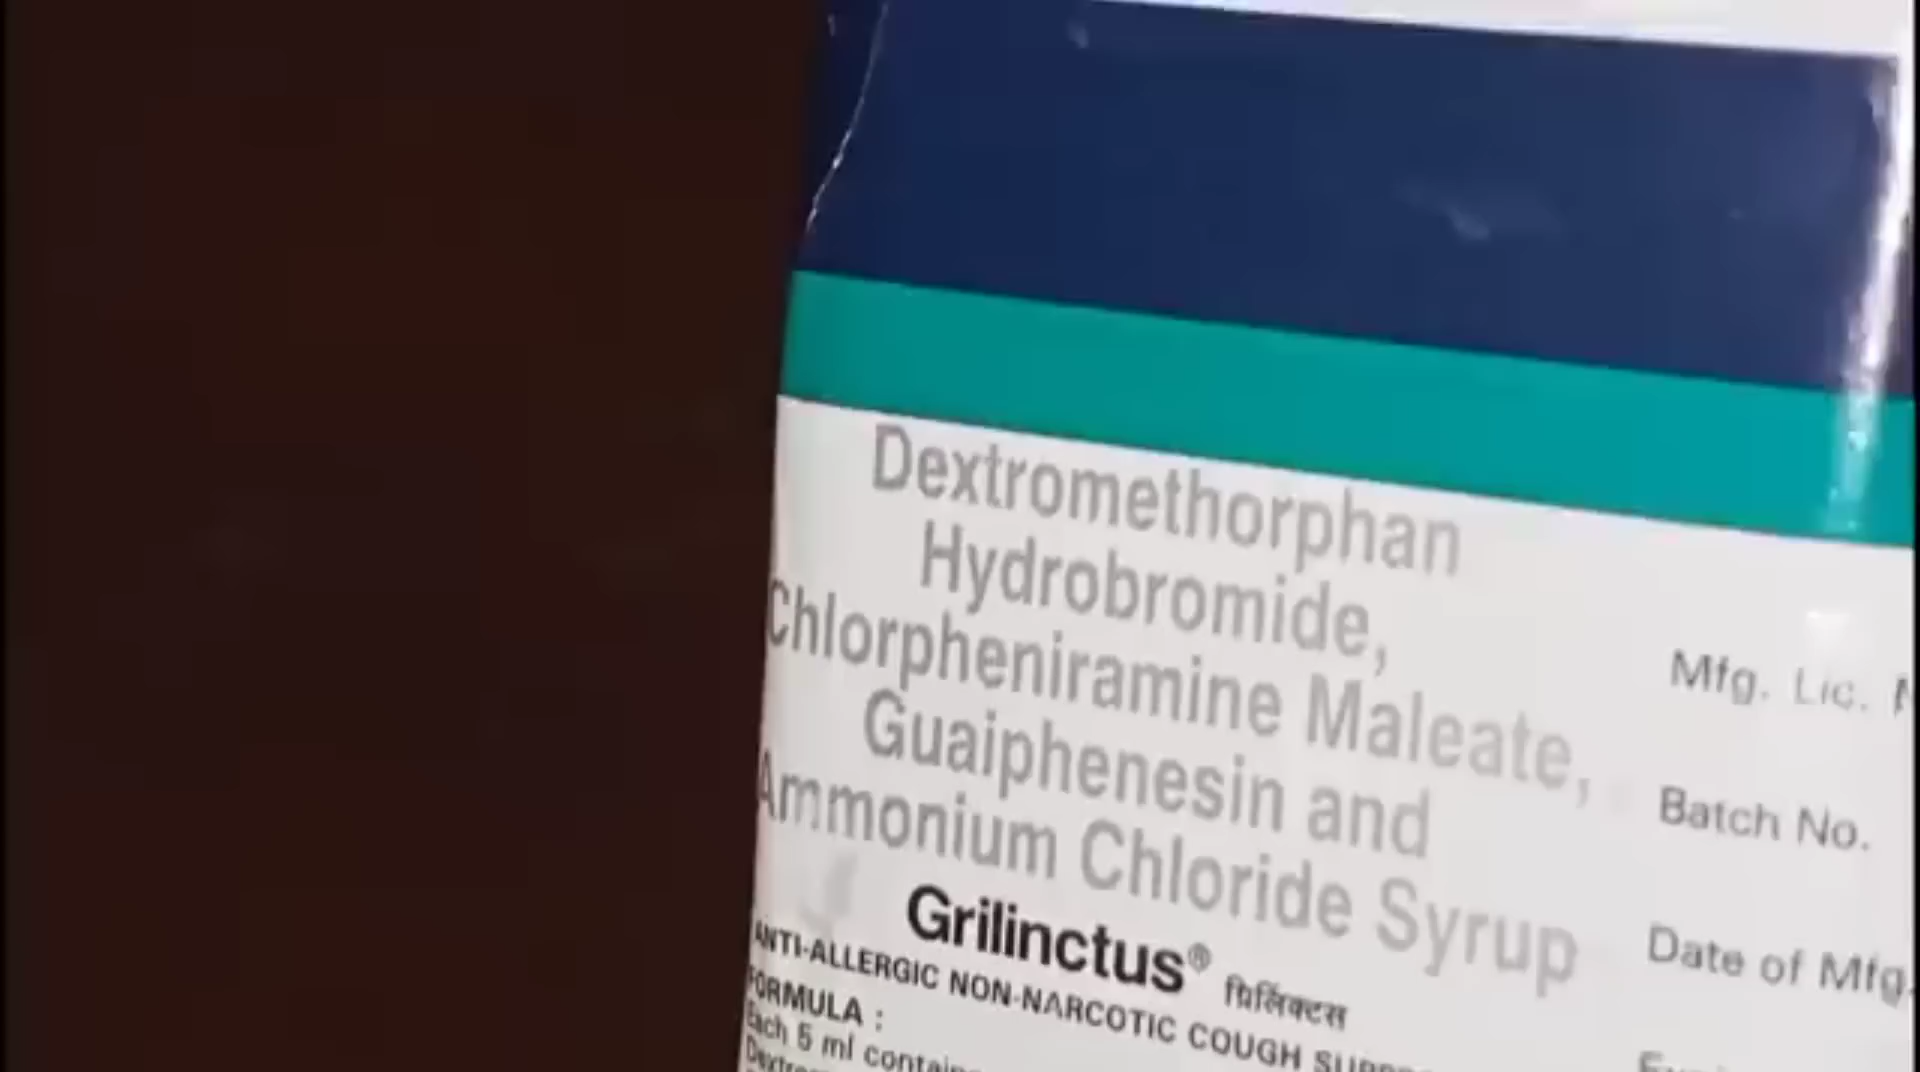 Dextromethorphan
Hydrobromide,
Chlorpheniramine Maleate,
Guaiphenesin and
Ammonium Chloride Syrup
Grilinctus® ग्रिलिंक्टस
ANTI-ALLERGIC NON-NARCOTIC COUGH
FORMULA :
Each 5 ml
Mfg. Lic.
Batch No.
Date of Mfg.